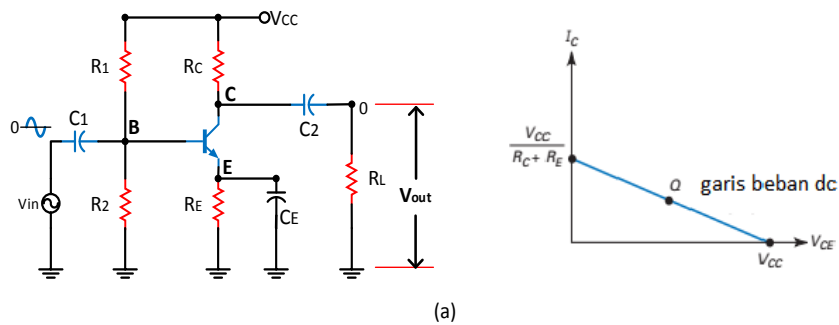 VCC
R1
RC
C
0
C1
B
C2
0
E
Vin
R2
RE
CE
RL
Vout
IC
VCC
RC + RE
Q garis beban dc
VCE
VCC
(a)